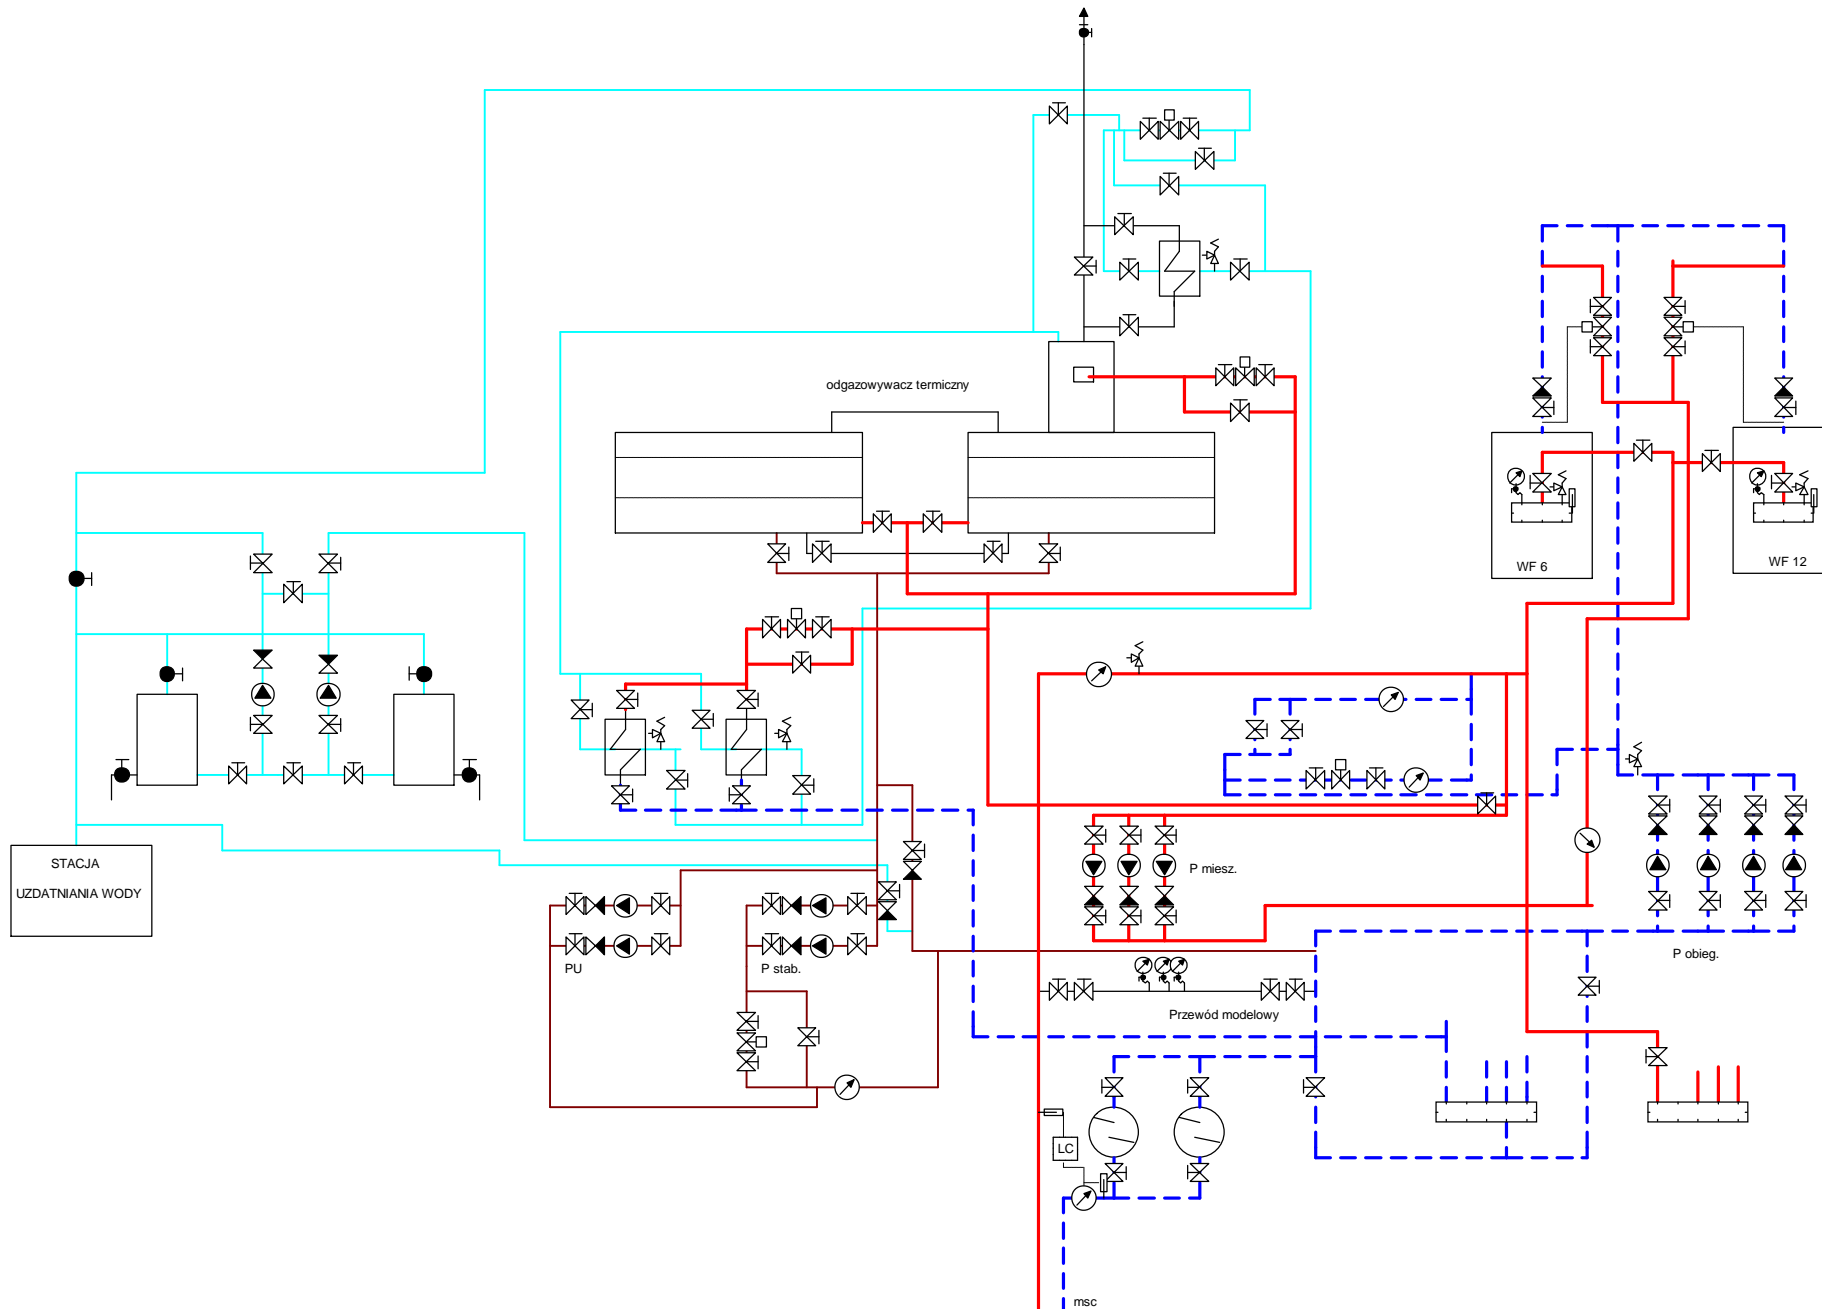 odgazowywacz termiczny
WF 6
WF 12
STACJA
UZDATNIANIA WODY
P miesz.
PU
P stab.
P obieg.
Przewód modelowy
LC
msc